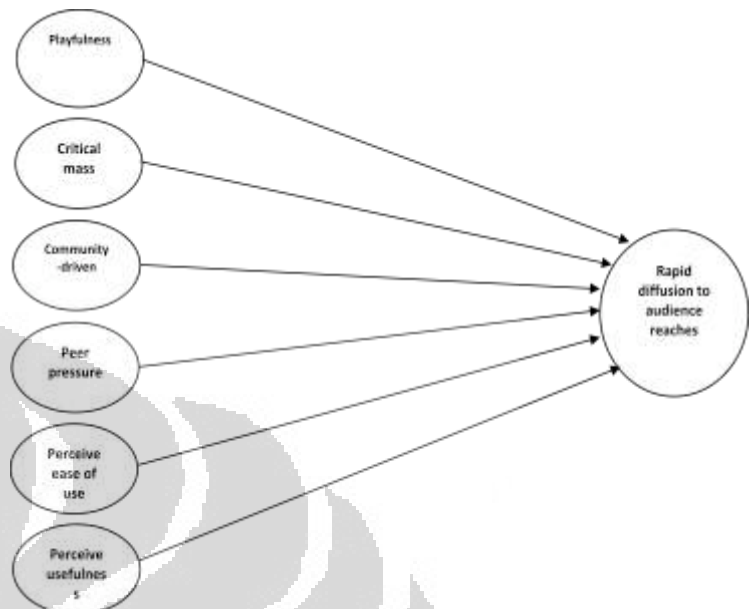 Playfulness
Critical
mass
Community
-driven
Peer
pressure
Perceive
ease of
use
Perceive
usefulnes
s
Rapid
diffusion to
audience
reaches